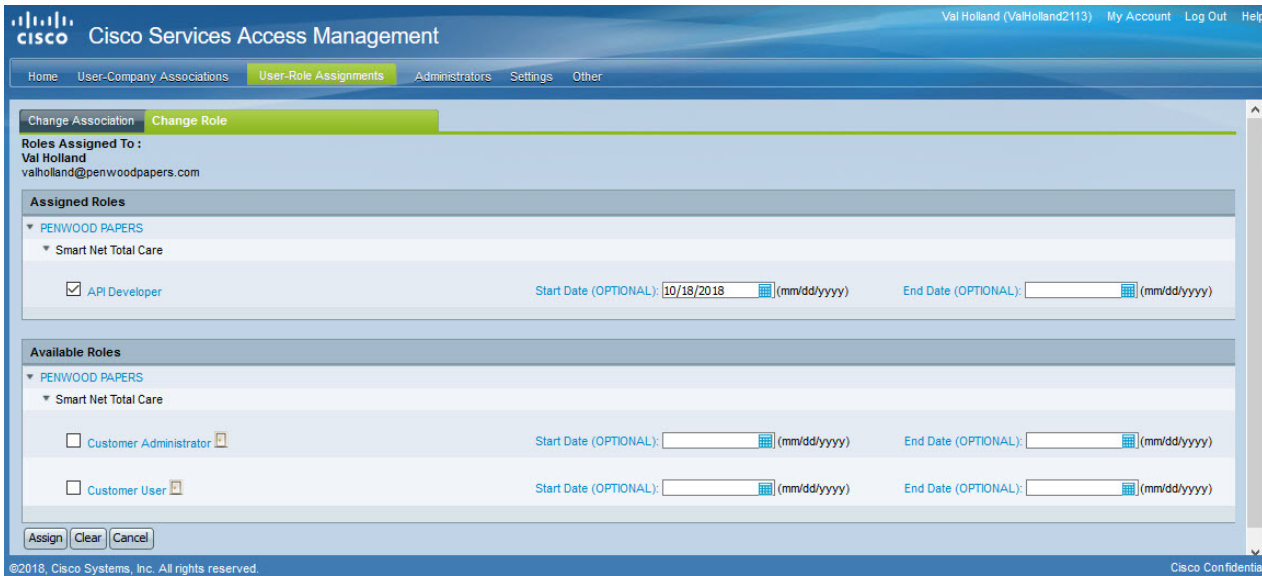 Val Holland (ValHolland2113) My Account Log Out Help
CISCO Cisco Services Access Management
Home User-Company Associations User-Role Assignments Administrators Settings Other
Change Association Change Role
Roles Assigned To :
Val Holland
valholland@penwoodpapers.com
Assigned Roles
PENWOOD PAPERS
Smart Net Total Care
API Developer Start Date (OPTIONAL): 10/18/2018 (mm/dd/yyyy) End Date (OPTIONAL): (mm/dd/yyyy)
Available Roles
PENWOOD PAPERS
Smart Net Total Care
Customer Administrator Start Date (OPTIONAL): (mm/dd/yyyy) End Date (OPTIONAL): (mm/dd/yyyy)
Customer User Start Date (OPTIONAL): (mm/dd/yyyy) End Date (OPTIONAL): (mm/dd/yyyy)
Assign Clear Cancel
©2018, Cisco Systems, Inc. All rights reserved. Cisco Confidentia